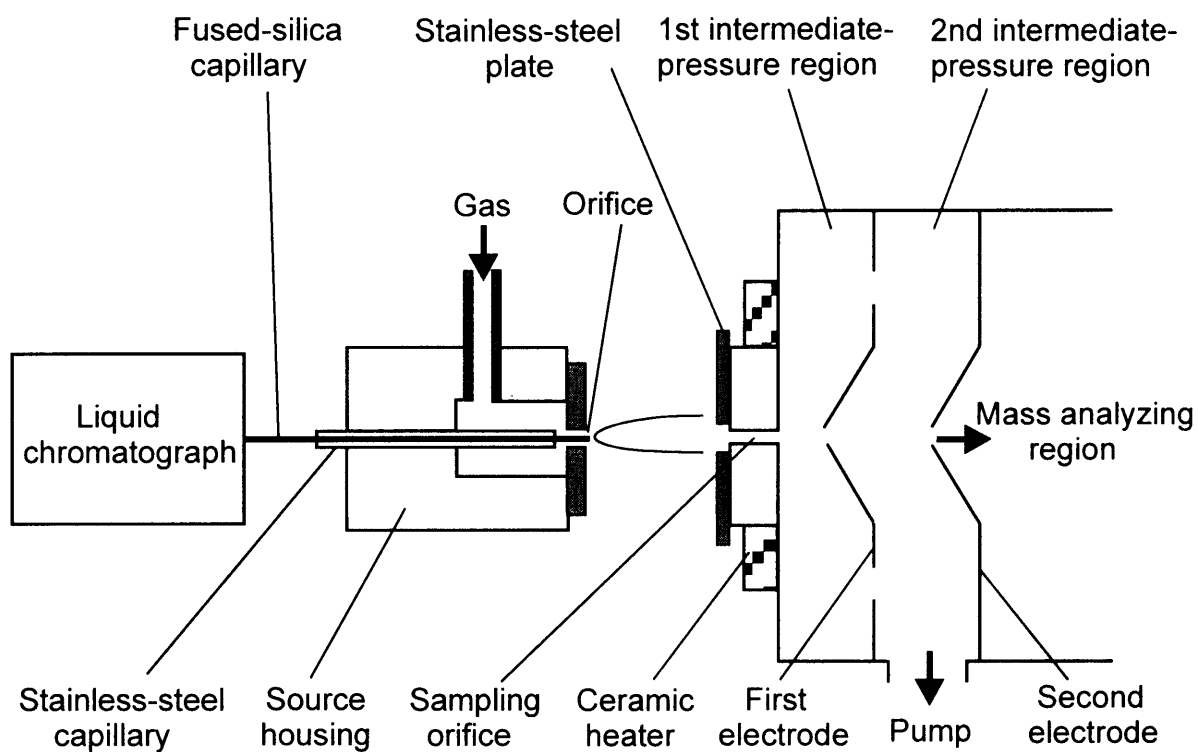 Fused-silica
capillary
Stainless-steel
plate
1st intermediate-
pressure region
2nd intermediate-
pressure region
Gas
Orifice
Liquid
chromatograph
Mass analyzing
region
Stainless-steel
capillary
Source
housing
Sampling
orifice
Ceramic
heater
First
electrode
Pump
Second
electrode